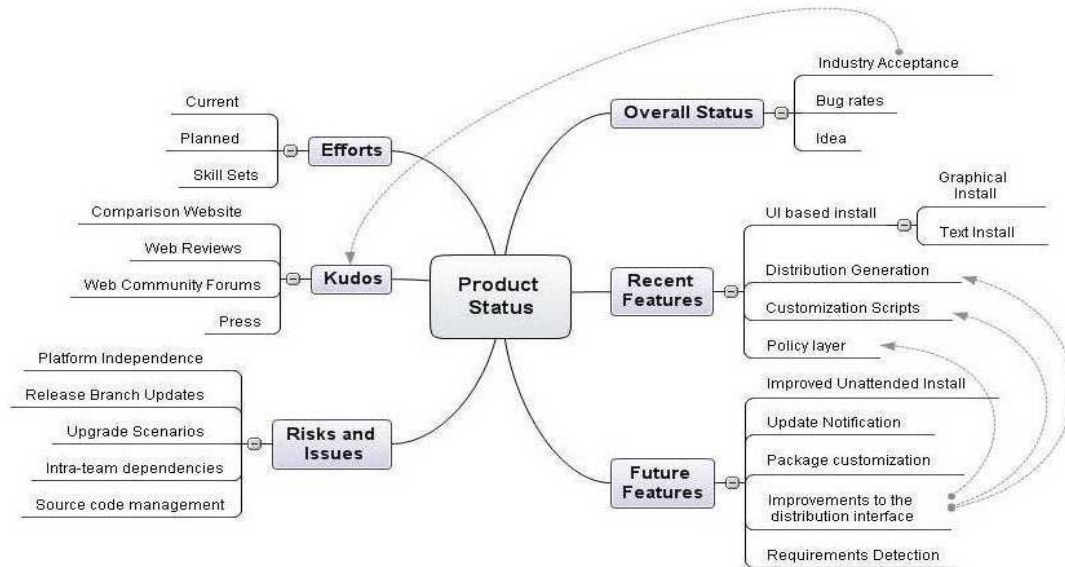 Product
Status
Overall Status
Industry Acceptance
Bug rates
Idea
Recent
Features
UI based install
Graphical
Install
Text Install
Distribution Generation
Customization Scripts
Policy layer
Future
Features
Improved Unattended Install
Update Notification
Package customization
Improvements to the
distribution interface
Requirements Detection
Efforts
Current
Planned
Skill Sets
Kudos
Comparison Website
Web Reviews
Web Community Forums
Press
Risks and
Issues
Platform Independence
Release Branch Updates
Upgrade Scenarios
Intra-team dependencies
Source code management